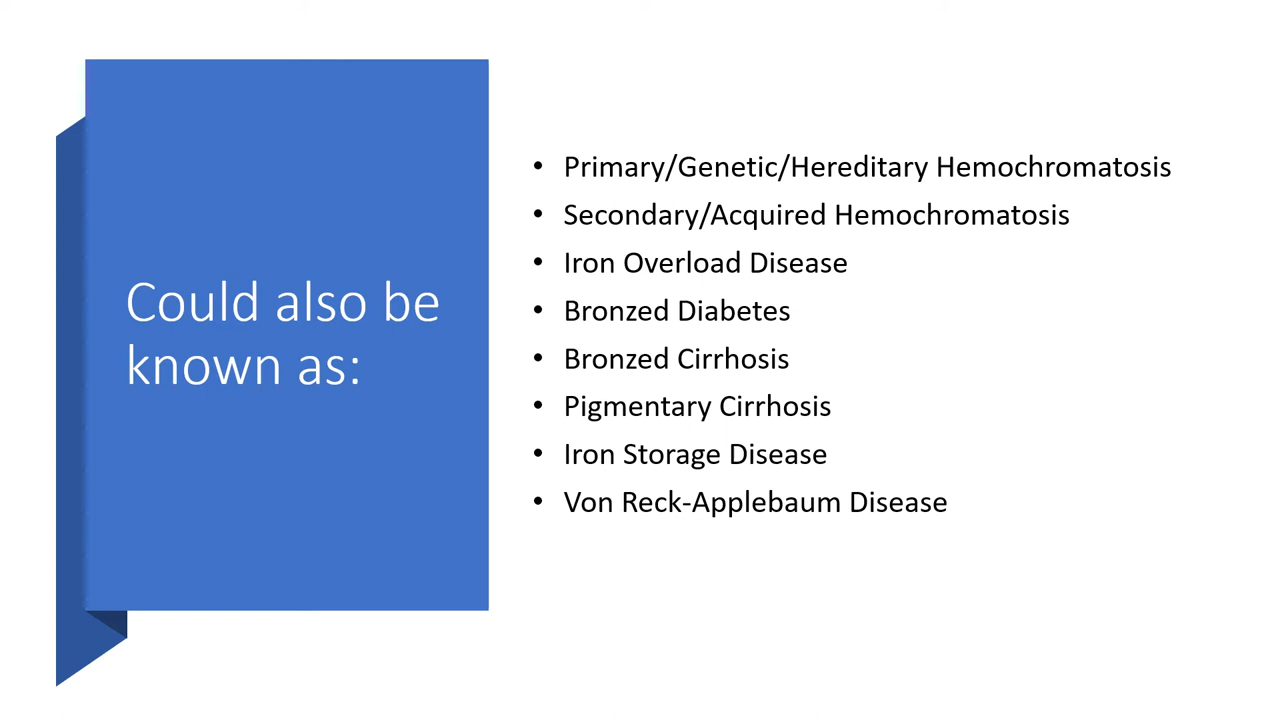 Could also be
known as:
• Primary/Genetic/Hereditary Hemochromatosis
• Secondary/Acquired Hemochromatosis
• Iron Overload Disease
• Bronzed Diabetes
• Bronzed Cirrhosis
• Pigmentary Cirrhosis
• Iron Storage Disease
• Von Reck-Applebaum Disease